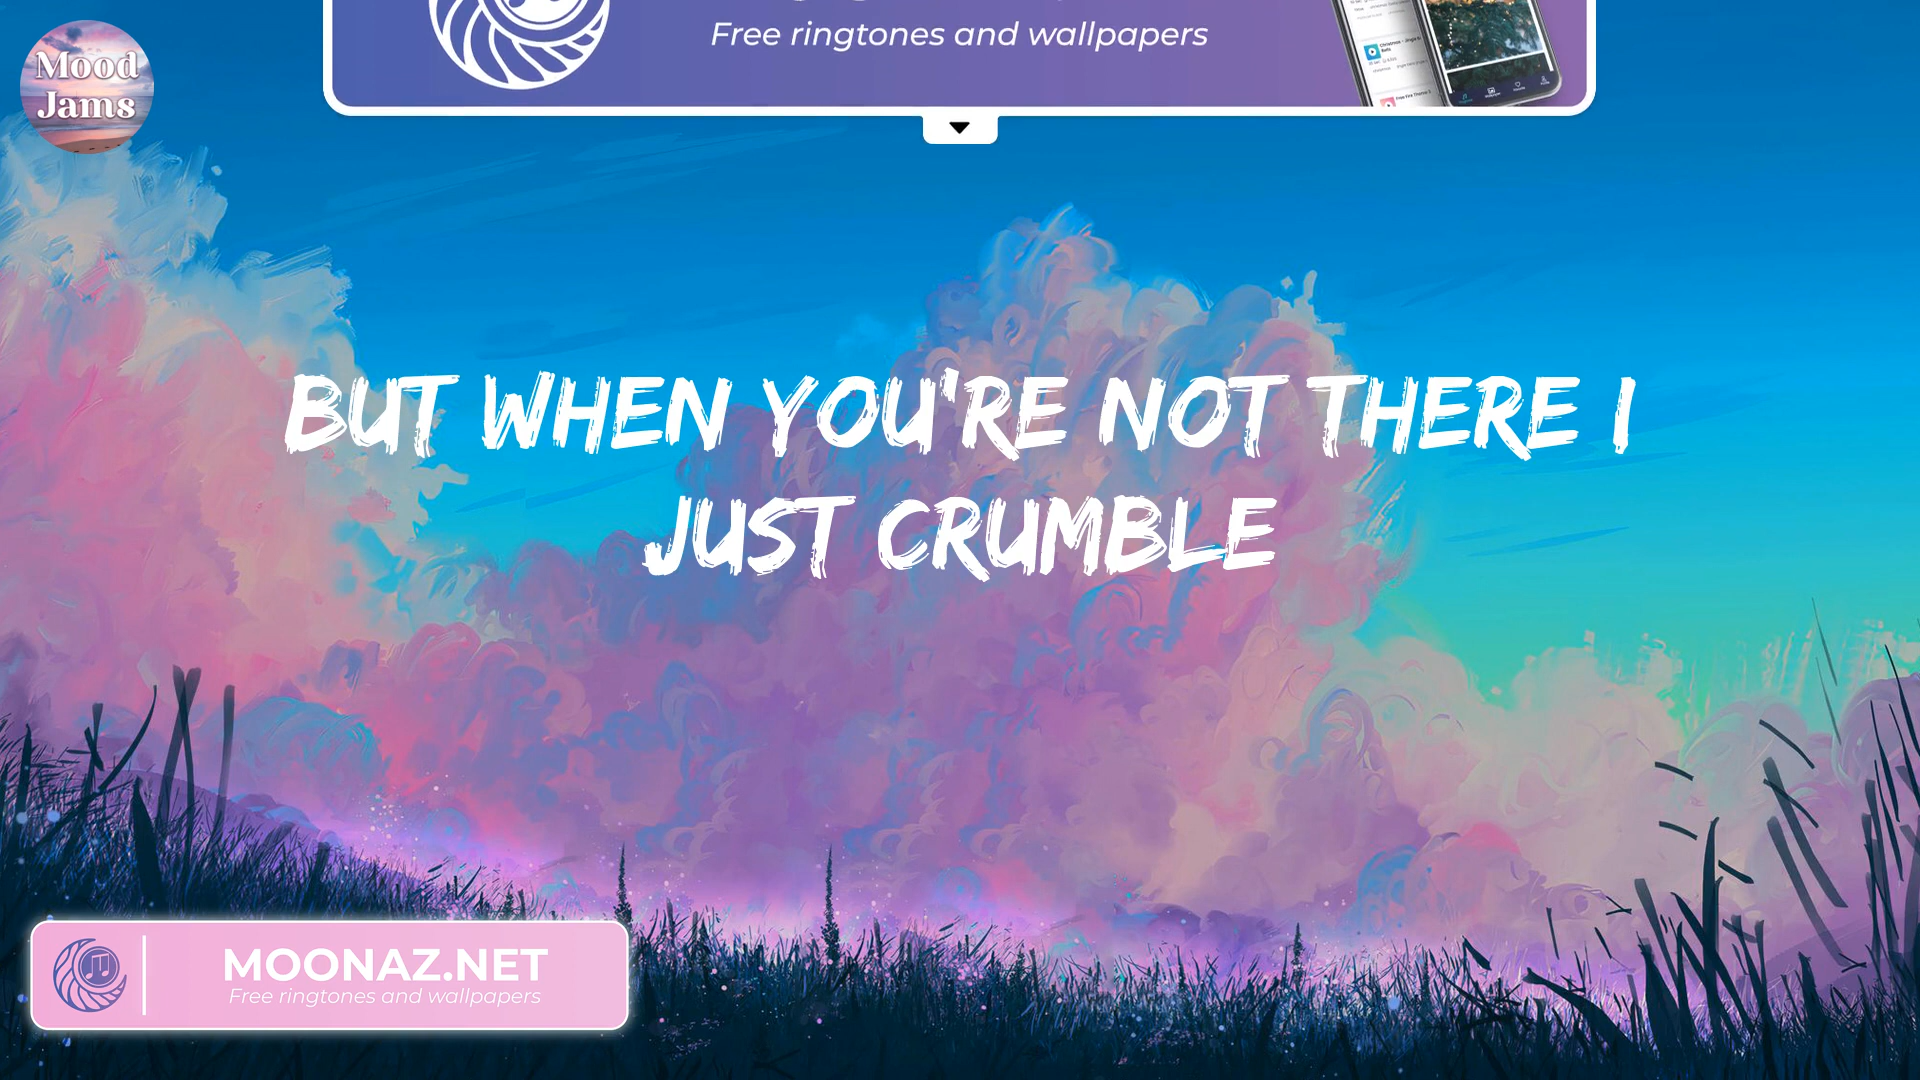 Mood
Jams
Free ringtones and wallpapers
BUT WHEN YOU'RE NOT THERE I
JUST CRUMBLE
MOONAZ.NET
Free ringtones and wallpapers